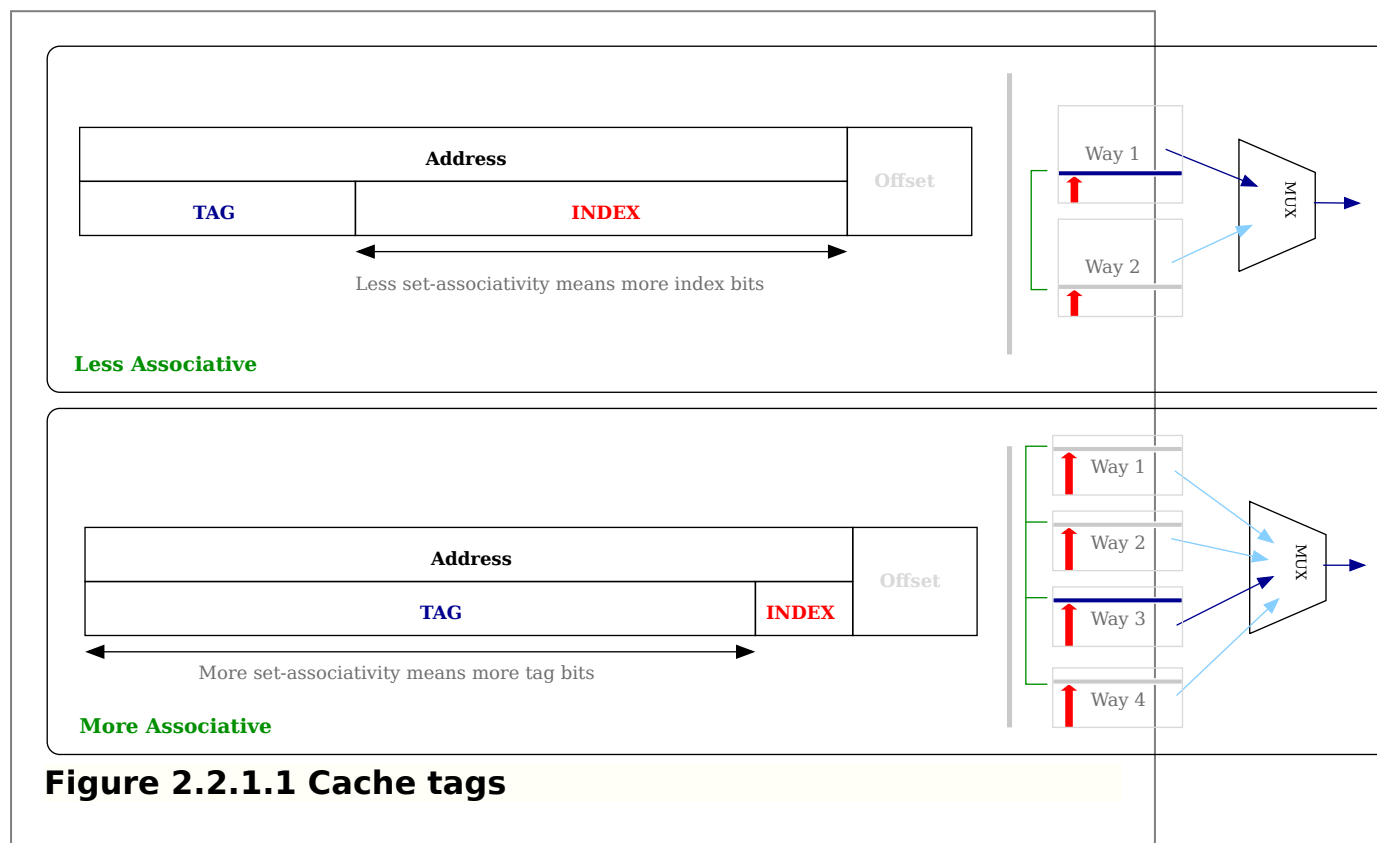 Address
Offset
TAG
INDEX
Less set-associativity means more index bits
Less Associative
Way 1
Way 2
MUX
Address
Offset
TAG
INDEX
More set-associativity means more tag bits
More Associative
Way 1
Way 2
Way 3
Way 4
MUX
Figure 2.2.1.1 Cache tags